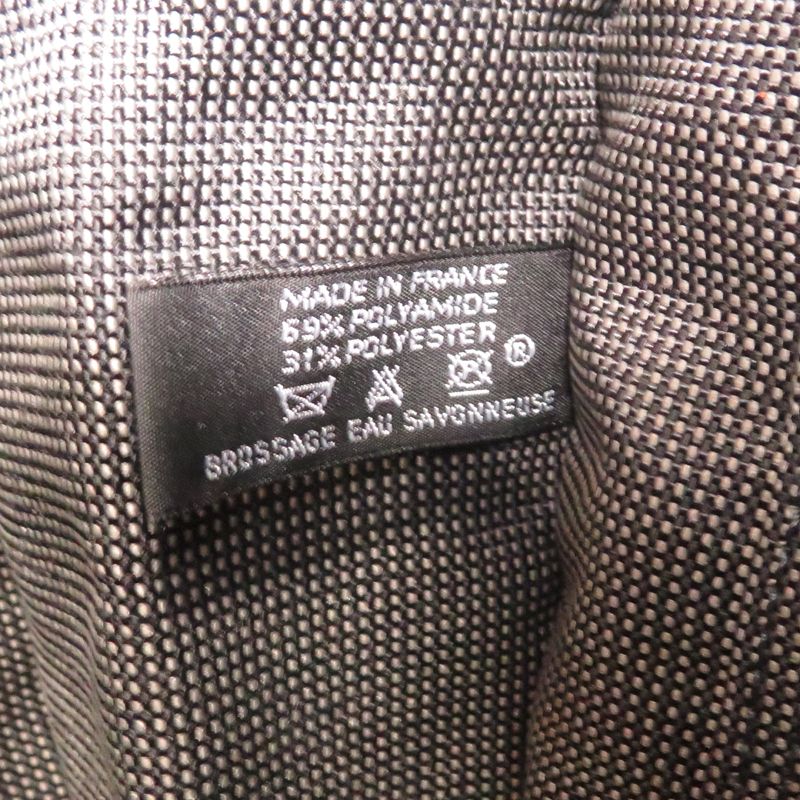 MADE IN FRANCE
69% POLYAMIDE
31% POLYESTER
®
BROSSAGE EAU SAVONNEUSE